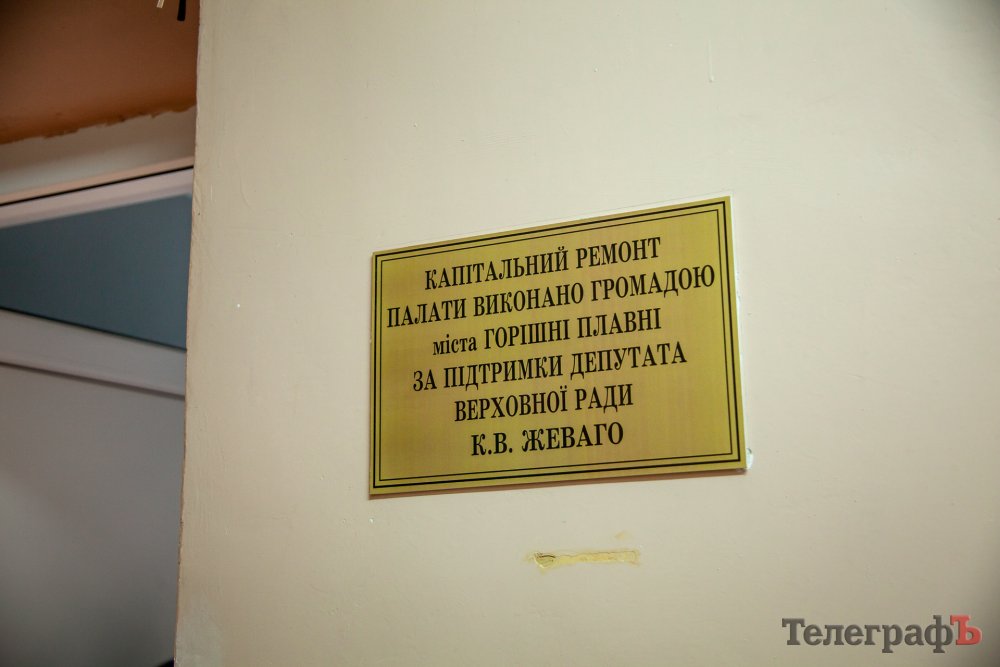 КАПІТАЛЬНИЙ РЕМОНТ
ПАЛАТИ ВИКОНАНО ГРОМАДОЮ
міста ГОРІШНІ ПЛАВНІ
ЗА ПІДТРИМКИ ДЕПУТАТА
ВЕРХОВНОЇ РАДИ
К.В. ЖЕВАГО
ТелеграфЪ